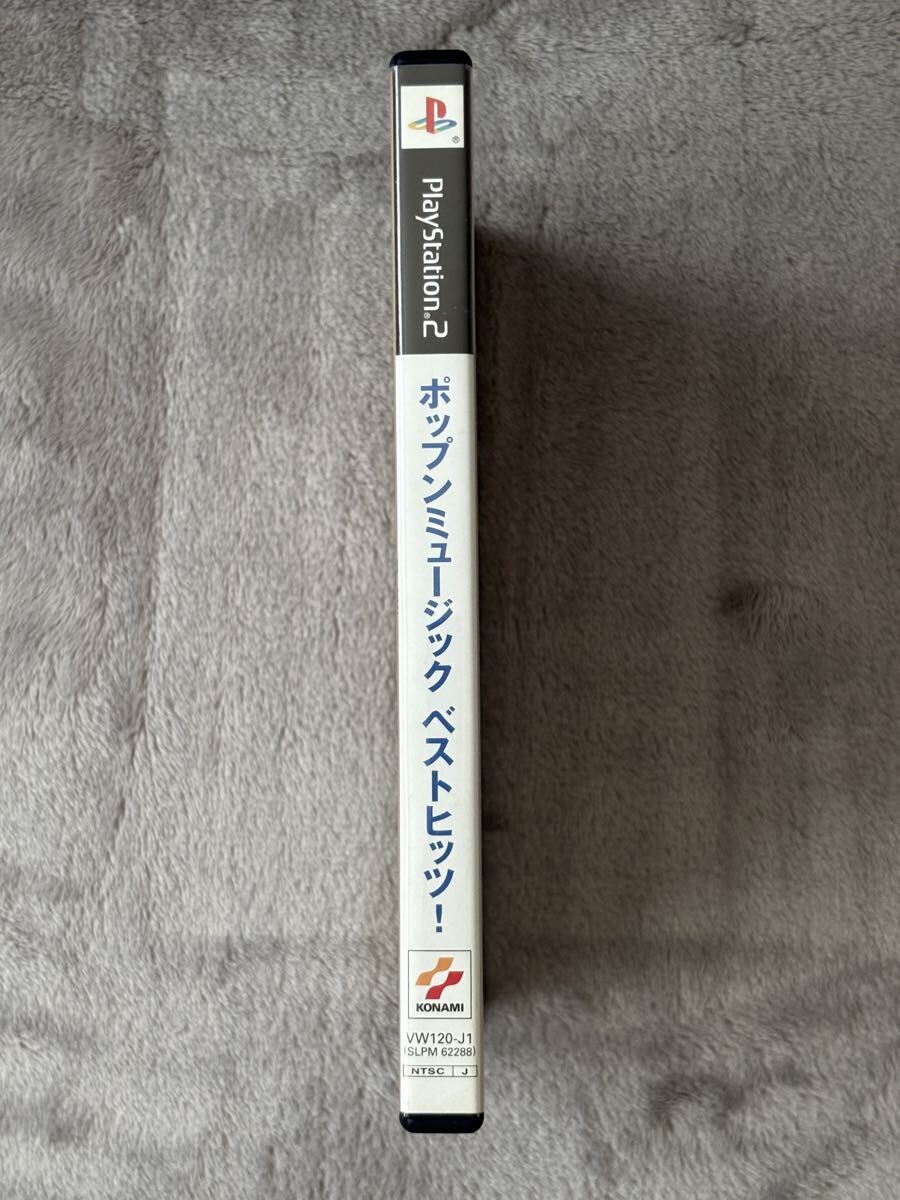 PlayStation®2
ポップンミュージック ベストヒッツ!
KONAMI
VW120-J1
(SLPM 62288)
NTSC J